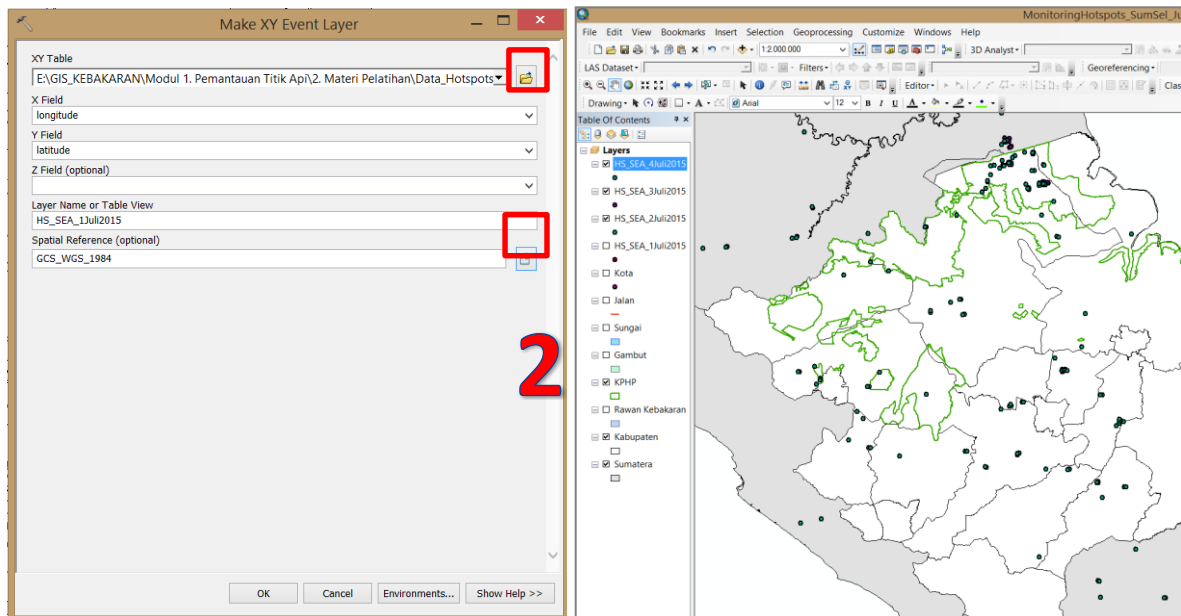 Make XY Event Layer
XY Table
E:\GIS_KEBAKARAN\Modul 1. Pemantauan Titik Api\2. Materi Pelatihan\Data_Hotspots
X Field
longitude
Y Field
latitude
Z Field (optional)
Layer Name or Table View
HS_SEA_1Juli2015
Spatial Reference (optional)
GCS_WGS_1984
2
OK Cancel Environments... Show Help >>
MonitoringHotspots_SumSel_Ju
File Edit View Bookmarks Insert Selection Geoprocessing Customize Windows Help
1:2.000.000 3D Analyst
LAS Dataset Filters Georeferencing
Editor Clas
Drawing A Arial 12 B I U A
Table Of Contents
Layers
HS_SEA_4Juli2015
HS_SEA_3Juli2015
HS_SEA_2Juli2015
HS_SEA_1Juli2015
Kota
Jalan
Sungai
Gambut
KPHP
Rawan Kebakaran
Kabupaten
Sumatera